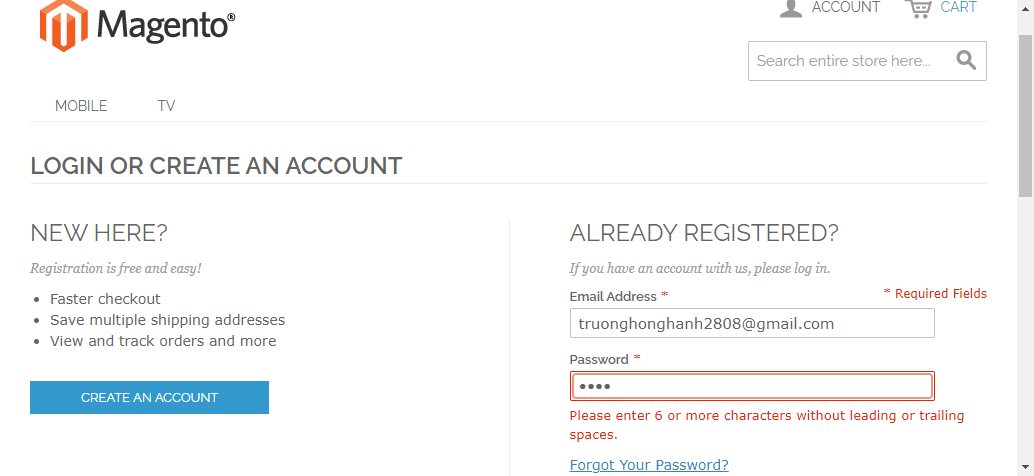 Magento®
ACCOUNT
CART
Search entire store here...
MOBILE
TV
LOGIN OR CREATE AN ACCOUNT
NEW HERE?
Registration is free and easy!
Faster checkout
Save multiple shipping addresses
View and track orders and more
CREATE AN ACCOUNT
ALREADY REGISTERED?
If you have an account with us, please log in.
* Required Fields
Email Address *
truonghonghanh2808@gmail.com
Password *
••••
Please enter 6 or more characters without leading or trailing
spaces.
Forgot Your Password?